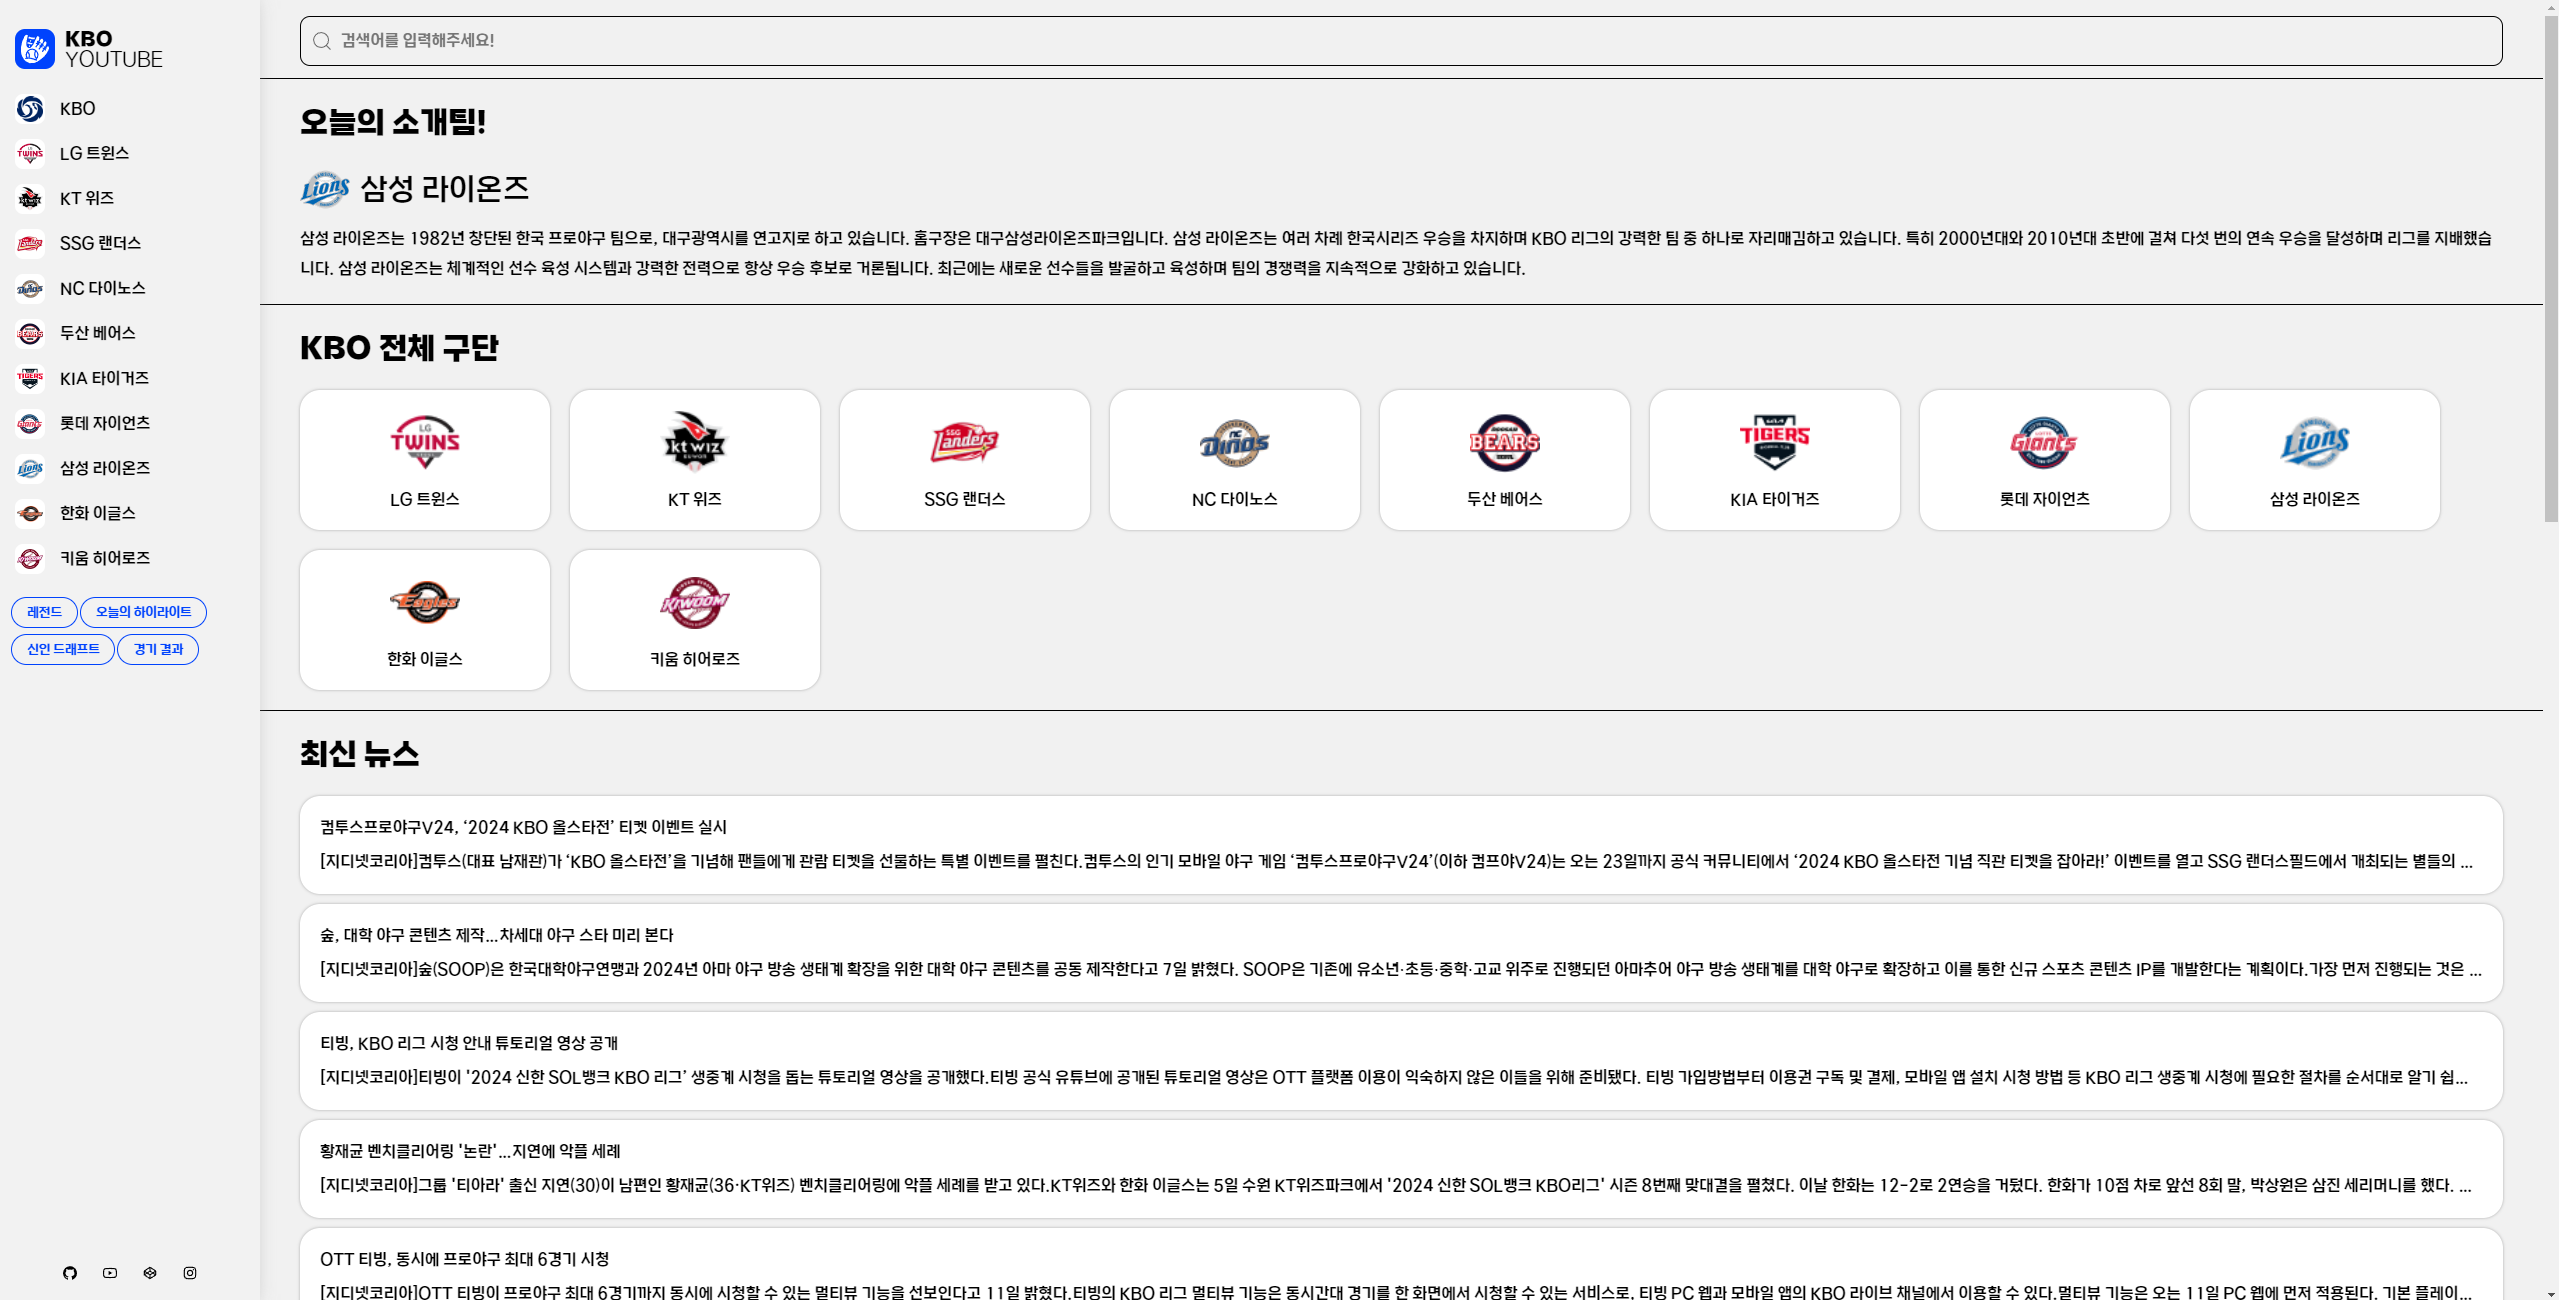 KBO
YOUTUBE
KBO
LG 트윈스
KT 위즈
SSG 랜더스
NC 다이노스
두산 베어스
KIA 타이거즈
롯데 자이언츠
삼성 라이온즈
한화 이글스
키움 히어로즈
레전드
오늘의 하이라이트
신인 드래프트
경기 결과
검색어를 입력해주세요!
오늘의 소개팀!
Lions
삼성 라이온즈
삼성 라이온즈는 1982년 창단된 한국 프로야구 팀으로, 대구광역시를 연고지로 하고 있습니다. 홈구장은 대구삼성라이온즈파크입니다. 삼성 라이온즈는 여러 차례 한국시리즈 우승을 차지하며 KBO 리그의 강력한 팀 중 하나로 자리매김하고 있습니다. 특히 2000년대와 2010년대 초반에 걸쳐 다섯 번의 연속 우승을 달성하며 리그를 지배했습
니다. 삼성 라이온즈는 체계적인 선수 육성 시스템과 강력한 전력으로 항상 우승 후보로 거론됩니다. 최근에는 새로운 선수들을 발굴하고 육성하며 팀의 경쟁력을 지속적으로 강화하고 있습니다.
KBO 전체 구단
LG TWINS
LG 트윈스
kt wiz
KT 위즈
SSG Landers
SSG 랜더스
NC Dinos
NC 다이노스
BEARS
두산 베어스
TIGERS
KIA 타이거즈
Giants
롯데 자이언츠
Lions
삼성 라이온즈
Eagles
한화 이글스
KIWOOM
키움 히어로즈
최신 뉴스
컴투스프로야구V24, ‘2024 KBO 올스타전’ 티켓 이벤트 실시
[지디넷코리아]컴투스(대표 남재관)가 ‘KBO 올스타전’을 기념해 팬들에게 관람 티켓을 선물하는 특별 이벤트를 펼친다.컴투스의 인기 모바일 야구 게임 ‘컴투스프로야구V24’(이하 컴프야V24)는 오는 23일까지 공식 커뮤니티에서 ‘2024 KBO 올스타전 기념 직관 티켓을 잡아라!’ 이벤트를 열고 SSG 랜더스필드에서 개최되는 별들의 ...
숲, 대학 야구 콘텐츠 제작...차세대 야구 스타 미리 본다
[지디넷코리아]숲(SOOP)은 한국대학야구연맹과 2024년 아마 야구 방송 생태계 확장을 위한 대학 야구 콘텐츠를 공동 제작한다고 7일 밝혔다. SOOP은 기존에 유소년·초등·중학·고교 위주로 진행되던 아마추어 야구 방송 생태계를 대학 야구로 확장하고 이를 통한 신규 스포츠 콘텐츠 IP를 개발한다는 계획이다.가장 먼저 진행되는 것은 ...
티빙, KBO 리그 시청 안내 튜토리얼 영상 공개
[지디넷코리아]티빙이 '2024 신한 SOL뱅크 KBO 리그’ 생중계 시청을 돕는 튜토리얼 영상을 공개했다.티빙 공식 유튜브에 공개된 튜토리얼 영상은 OTT 플랫폼 이용이 익숙하지 않은 이들을 위해 준비됐다. 티빙 가입방법부터 이용권 구독 및 결제, 모바일 앱 설치 시청 방법 등 KBO 리그 생중계 시청에 필요한 절차를 순서대로 알기 쉽...
황재균 벤치클리어링 '논란'...지연에 악플 세례
[지디넷코리아]그룹 '티아라' 출신 지연(30)이 남편인 황재균(36·KT위즈) 벤치클리어링에 악플 세례를 받고 있다.KT위즈와 한화 이글스는 5일 수원 KT위즈파크에서 '2024 신한 SOL뱅크 KBO리그' 시즌 8번째 맞대결을 펼쳤다. 이날 한화는 12-2로 2연승을 거뒀다. 한화가 10점 차로 앞선 8회 말, 박상원은 삼진 세리머니를 했다. ...
OTT 티빙, 동시에 프로야구 최대 6경기 시청
[지디넷코리아]OTT 티빙이 프로야구 최대 6경기까지 동시에 시청할 수 있는 멀티뷰 기능을 선보인다고 11일 밝혔다.티빙의 KBO 리그 멀티뷰 기능은 동시간대 경기를 한 화면에서 시청할 수 있는 서비스로, 티빙 PC 웹과 모바일 앱의 KBO 라이브 채널에서 이용할 수 있다.멀티뷰 기능은 오는 11일 PC 웹에 먼저 적용된다. 기본 플레이...